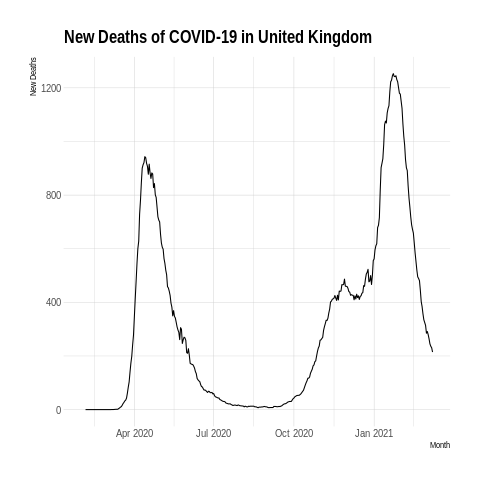 New Deaths of COVID-19 in United Kingdom
New Deaths
1200
800
400
0
Apr 2020 Jul 2020 Oct 2020 Jan 2021
Month